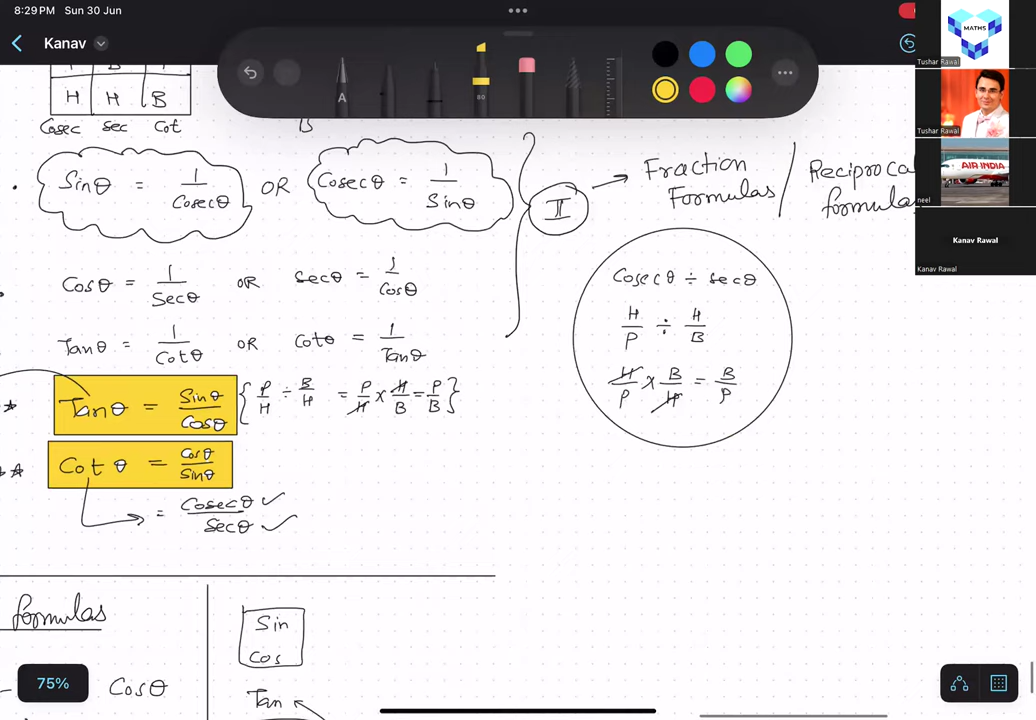 8:29 PM Sun 30 Jun
Kanav
A
80
MATHS
Tushar Rawal
Tushar Rawal
AIR INDIA
neel
Kanav Rawal
Kanav Rawal
H H B
Cosec sec Cot
B
Sinθ = 1/Cosecθ OR Cosecθ = 1/Sinθ
II → Fraction Formulas / Reciprocal formulas
Cosθ = 1/Secθ OR secθ = 1/Cosθ
Tanθ = 1/Cotθ OR Cotθ = 1/Tanθ
Tanθ = Sinθ/Cosθ {P/H ÷ B/H = P/H × H/B = P/B}
Cot θ = Cosθ/Sinθ
= Cosecθ ✓ / Secθ ✓
Cosecθ ÷ secθ
H/P ÷ H/B
H/P × B/H = B/P
formulas
Cosθ
Sin
Cos
Tan
75%